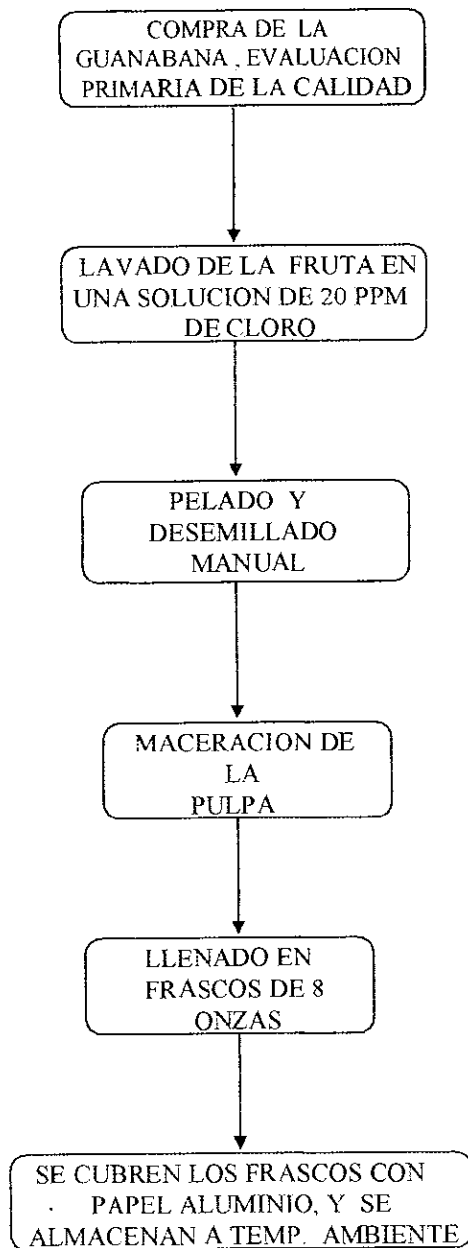 COMPRA DE LA
GUANABANA , EVALUACION
PRIMARIA DE LA CALIDAD
LAVADO DE LA FRUTA EN
UNA SOLUCION DE 20 PPM
DE CLORO
PELADO Y
DESEMILLADO
MANUAL
MACERACION DE
LA
PULPA
LLENADO EN
FRASCOS DE 8
ONZAS
SE CUBREN LOS FRASCOS CON
PAPEL ALUMINIO, Y SE
ALMACENAN A TEMP. AMBIENTE